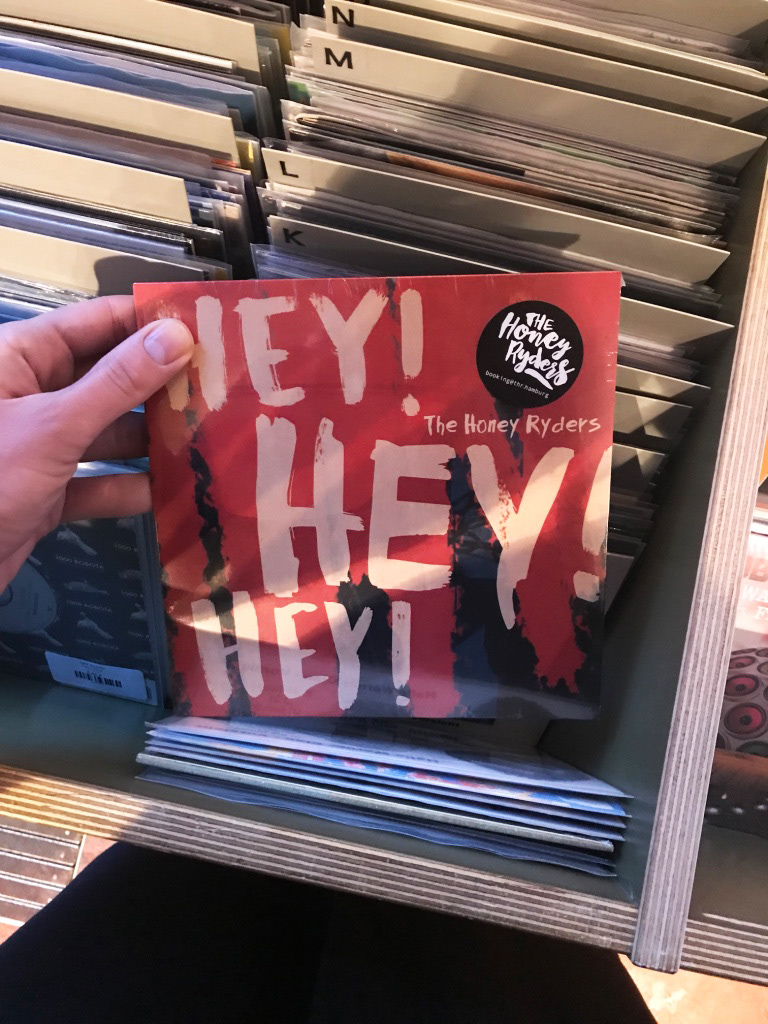 N
M
L
K
HEY!
THE
Honey
Ryders
booking@thr.hamburg
The Honey Ryders
HEY!
HEY!